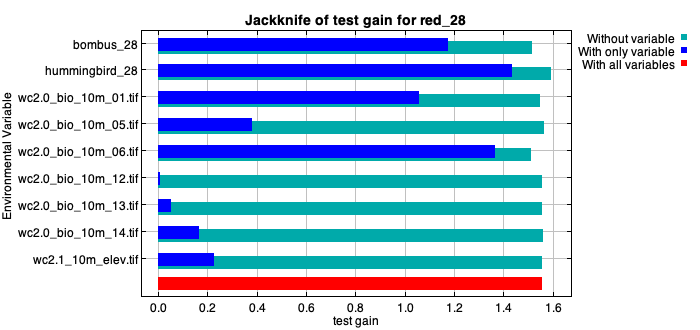 Jackknife of test gain for red_28
Without variable
With only variable
With all variables
Environmental Variable
bombus_28
hummingbird_28
wc2.0_bio_10m_01.tif
wc2.0_bio_10m_05.tif
wc2.0_bio_10m_06.tif
wc2.0_bio_10m_12.tif
wc2.0_bio_10m_13.tif
wc2.0_bio_10m_14.tif
wc2.1_10m_elev.tif
0.0 0.2 0.4 0.6 0.8 1.0 1.2 1.4 1.6
test gain